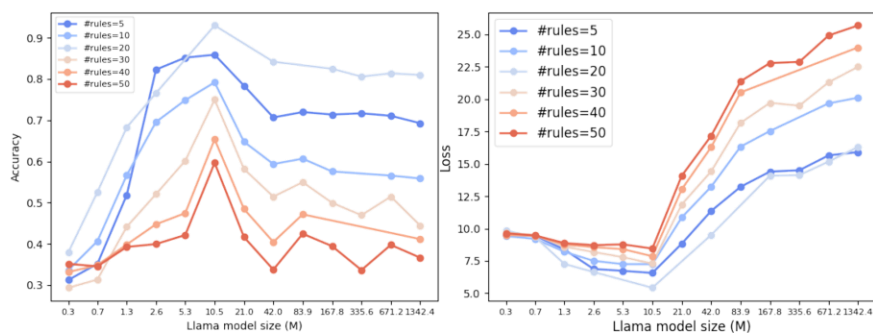 #rules=5
#rules=10
#rules=20
#rules=30
#rules=40
#rules=50
Accuracy
0.9
0.8
0.7
0.6
0.5
0.4
0.3
0.3 0.7 1.3 2.6 5.3 10.5 21.0 42.0 83.9 167.8 335.6 671.2 1342.4
Llama model size (M)
#rules=5
#rules=10
#rules=20
#rules=30
#rules=40
#rules=50
Loss
25.0
22.5
20.0
17.5
15.0
12.5
10.0
7.5
5.0
0.3 0.7 1.3 2.6 5.3 10.5 21.0 42.0 83.9 167.8 335.6 671.2 1342.4
Llama model size (M)